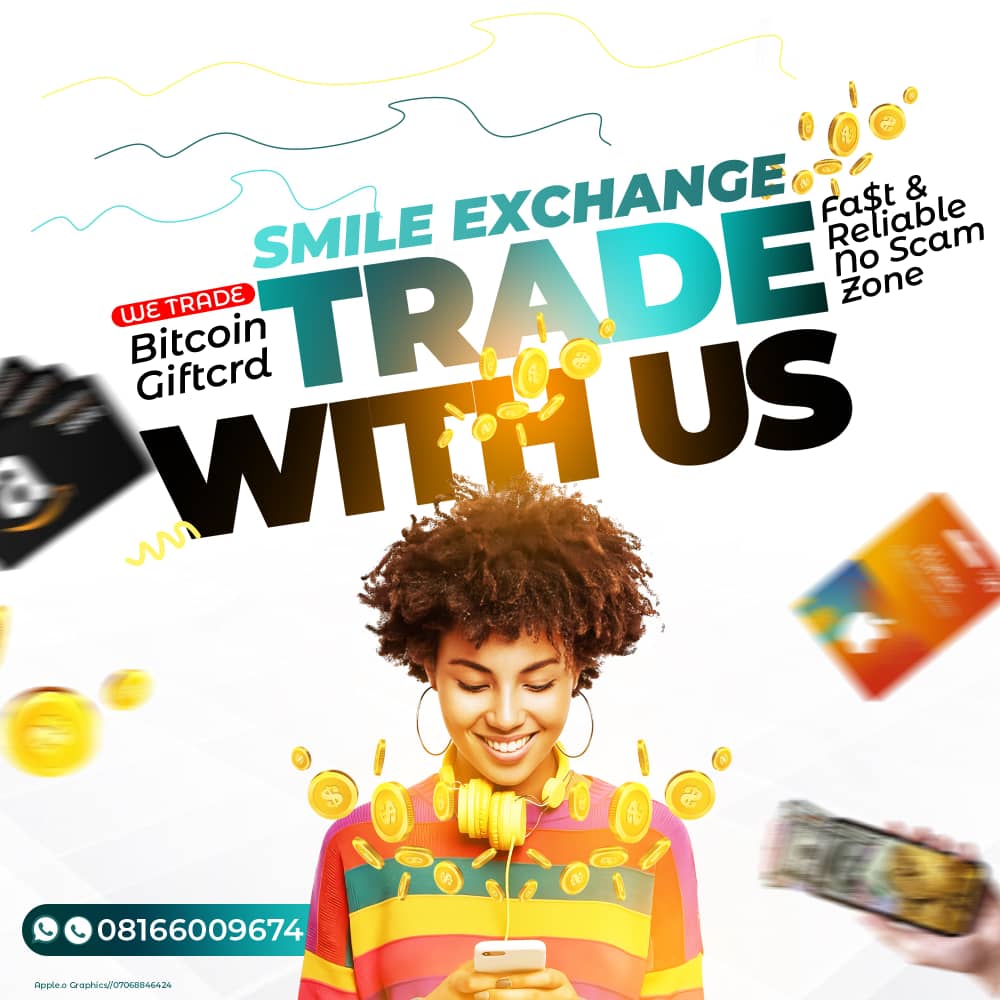 SMILE EXCHANGE
TRADE
WITH US
WE TRADE
Bitcoin
Giftcrd
Fa$t &
Reliable
No Scam
Zone
08166009674
Apple.o Graphics//07068846424